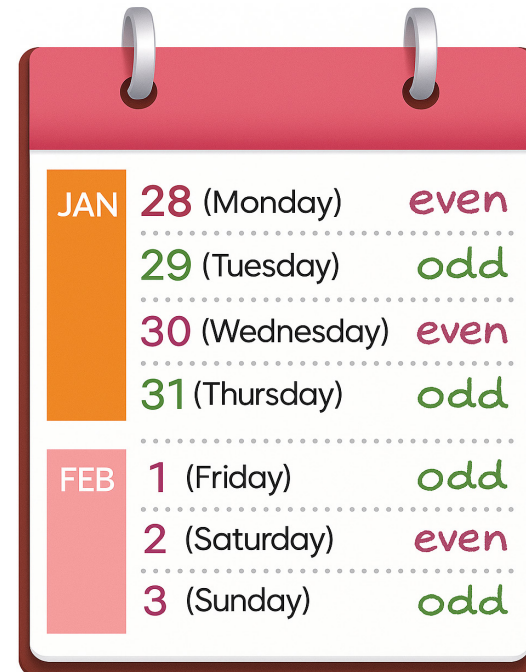 JAN 28 (Monday) even
29 (Tuesday) odd
30 (Wednesday) even
31 (Thursday) odd
FEB 1 (Friday) odd
2 (Saturday) even
3 (Sunday) odd